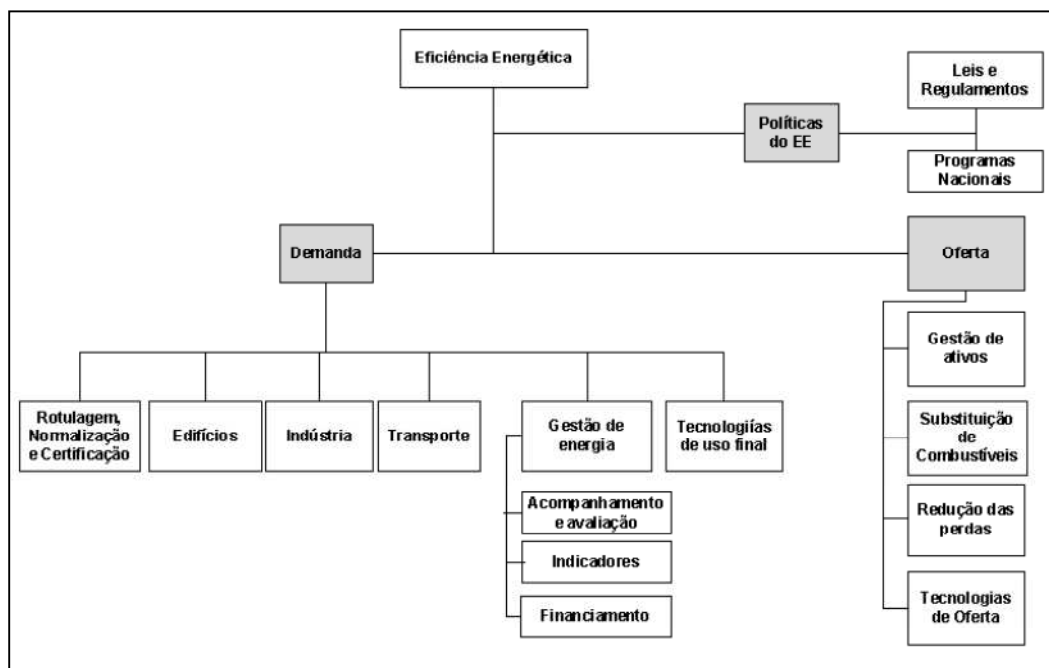 Eficiência Energética
Leis e
Regulamentos
Políticas
do EE
Programas
Nacionais
Demanda
Oferta
Gestão de
ativos
Rotulagem,
Normalização
e Certificação
Edifícios
Indústria
Transporte
Gestão de
energia
Tecnologiías
de uso final
Substituição
de
Combustíveis
Acompanhamento
e avaliação
Redução das
perdas
Indicadores
Financiamento
Tecnologias
de Oferta